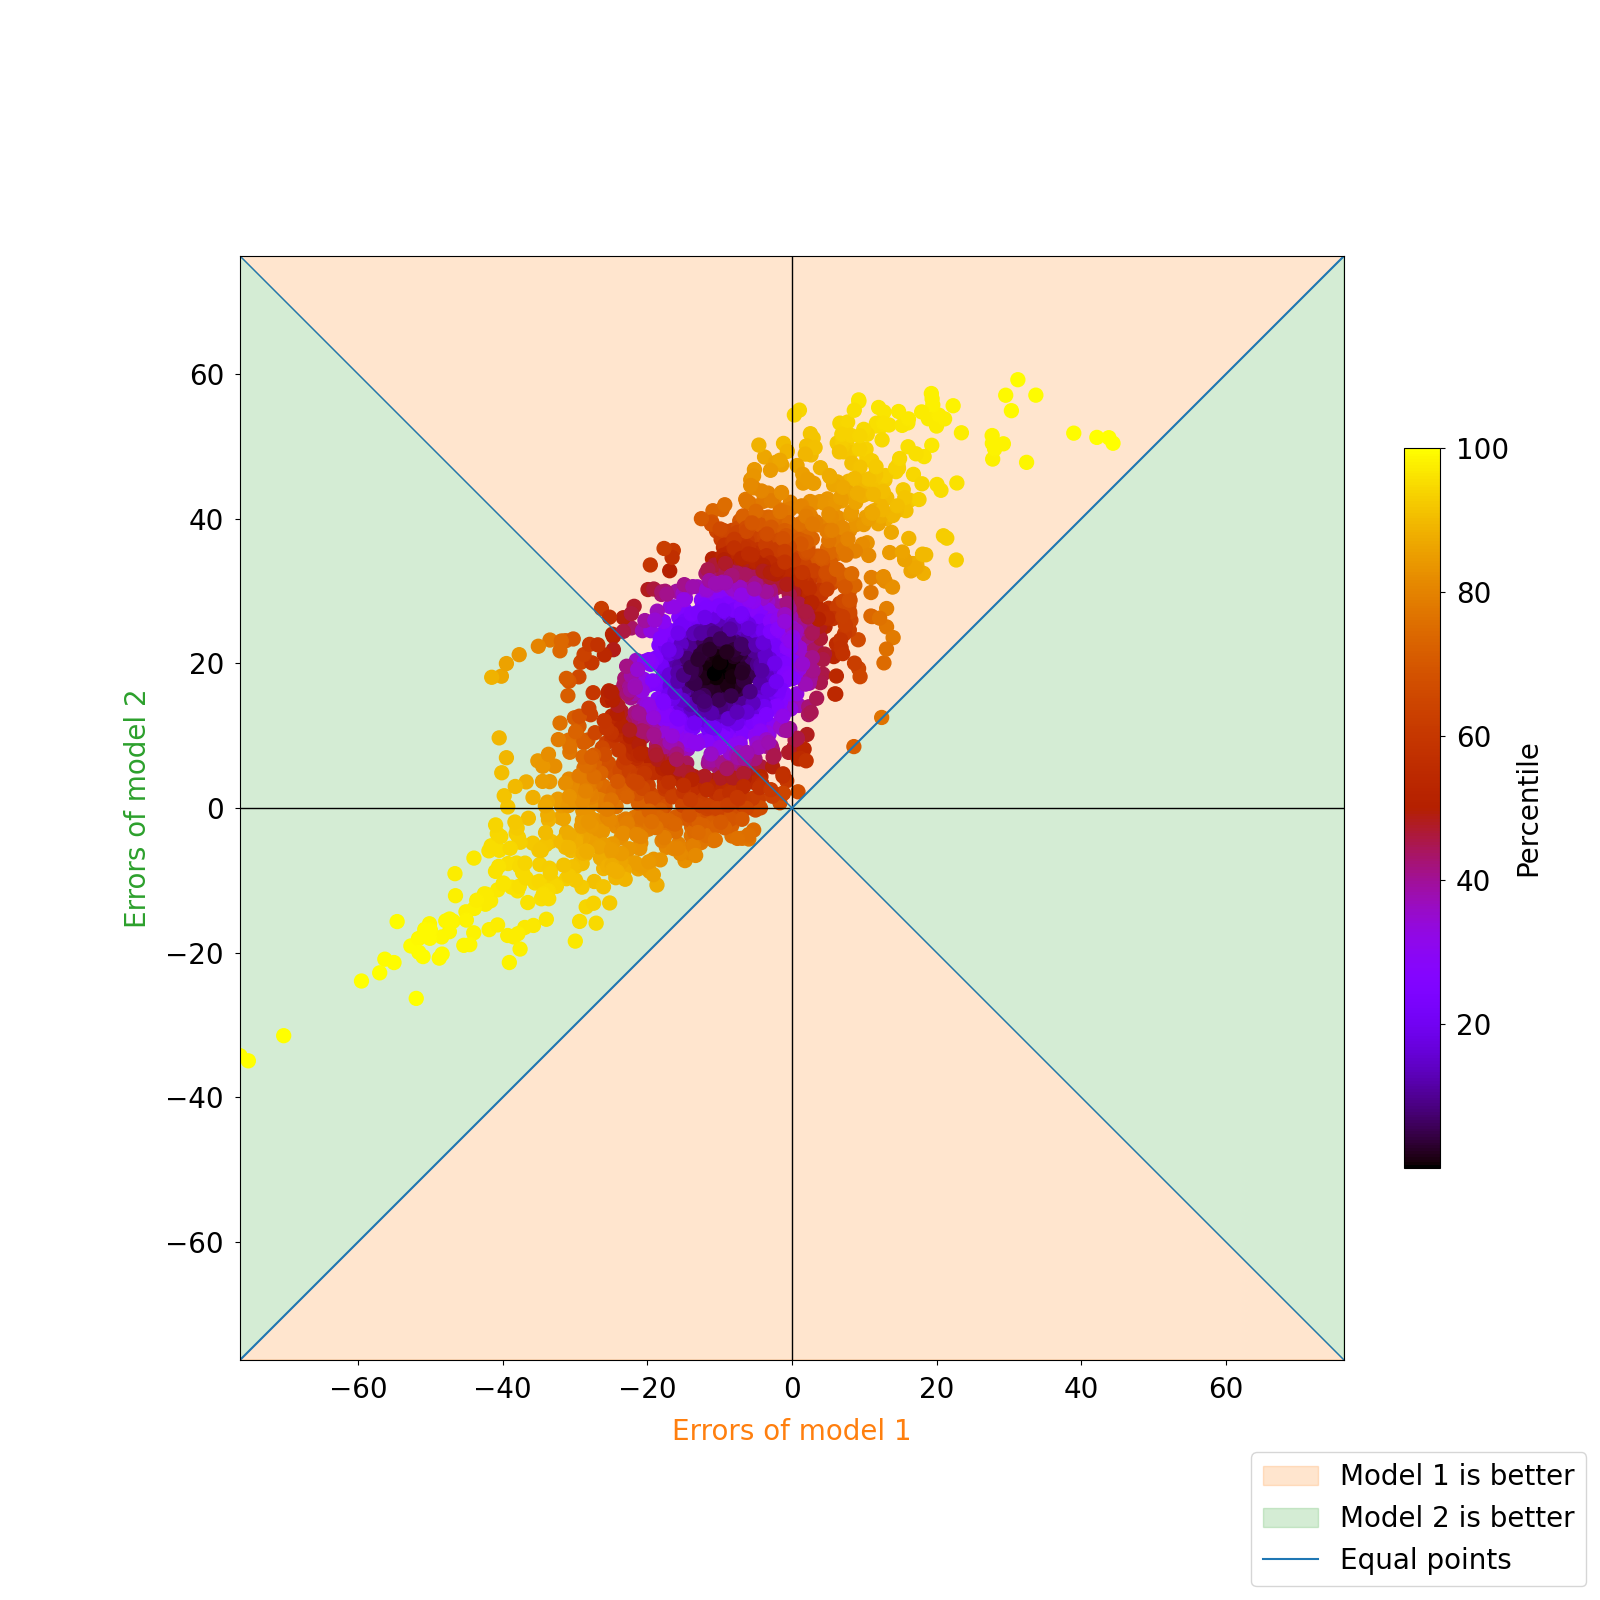 60
40
20
0
−20
−40
−60
Errors of model 2
−60 −40 −20 0 20 40 60
Errors of model 1
100
80
60
40
20
Percentile
Model 1 is better
Model 2 is better
Equal points